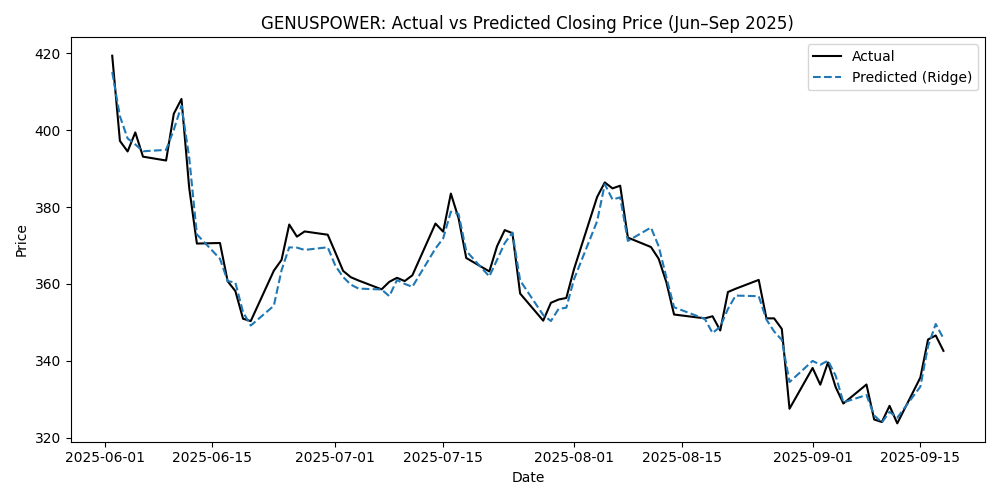 GENUSPOWER: Actual vs Predicted Closing Price (Jun–Sep 2025)
Actual
Predicted (Ridge)
Price
420
400
380
360
340
320
2025-06-01
2025-06-15
2025-07-01
2025-07-15
2025-08-01
2025-08-15
2025-09-01
2025-09-15
Date